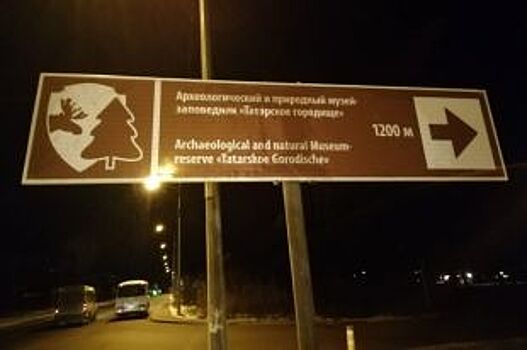 Археологический и природный музей-
заповедник «Татарское городище»
Archaeological and natural Museum-
reserve «Tatarskoe Gorodische»
1200 м